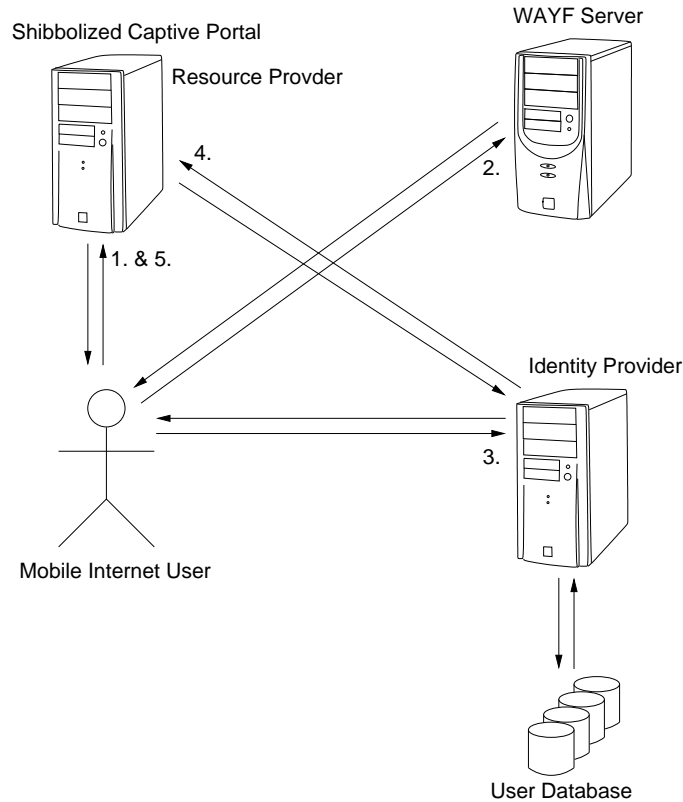 WAYF Server
Shibbolized Captive Portal
Resource Provder
4.
2.
1. & 5.
Identity Provider
3.
Mobile Internet User
User Database